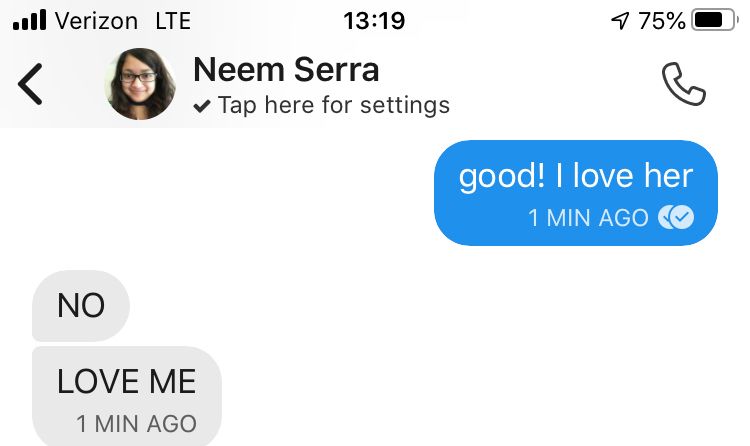 Verizon LTE 13:19 75%
Neem Serra
Tap here for settings
good! I love her
1 MIN AGO
NO
LOVE ME
1 MIN AGO